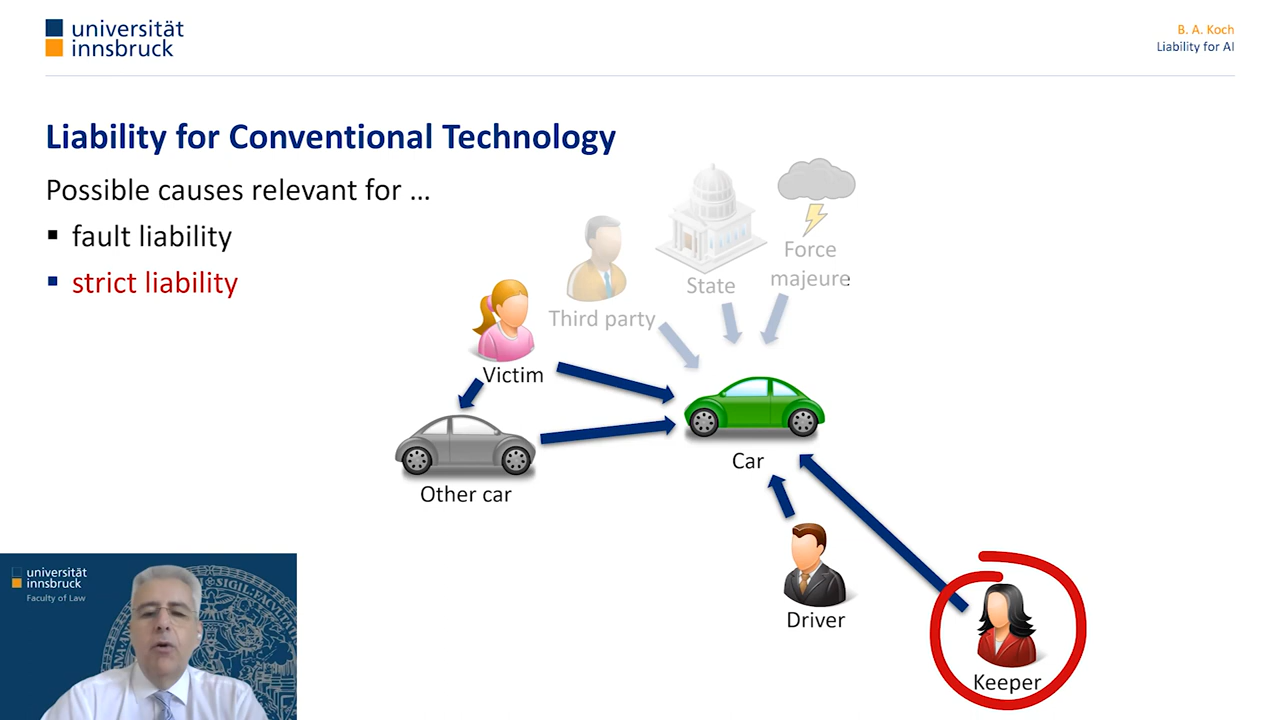 universität
innsbruck
B. A. Koch
Liability for AI
Liability for Conventional Technology
Possible causes relevant for …
▪ fault liability
▪ strict liability
Force
majeure
State
Third party
Victim
Car
Other car
Driver
Keeper
universität
innsbruck
Faculty of Law